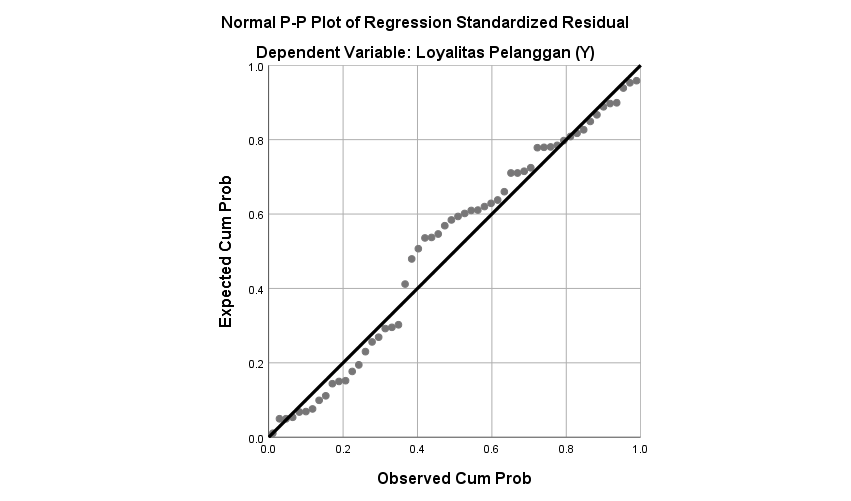 Normal P-P Plot of Regression Standardized Residual
Dependent Variable: Loyalitas Pelanggan (Y)
1.0
0.8
0.6
0.4
0.2
0.0
Expected Cum Prob
0.0 0.2 0.4 0.6 0.8 1.0
Observed Cum Prob